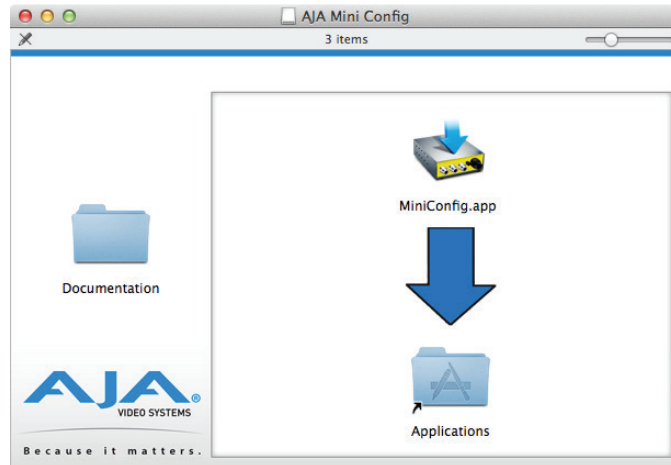 AJA Mini Config
3 items
MiniConfig.app
Documentation
Applications
AJA®
VIDEO SYSTEMS
Because it matters.